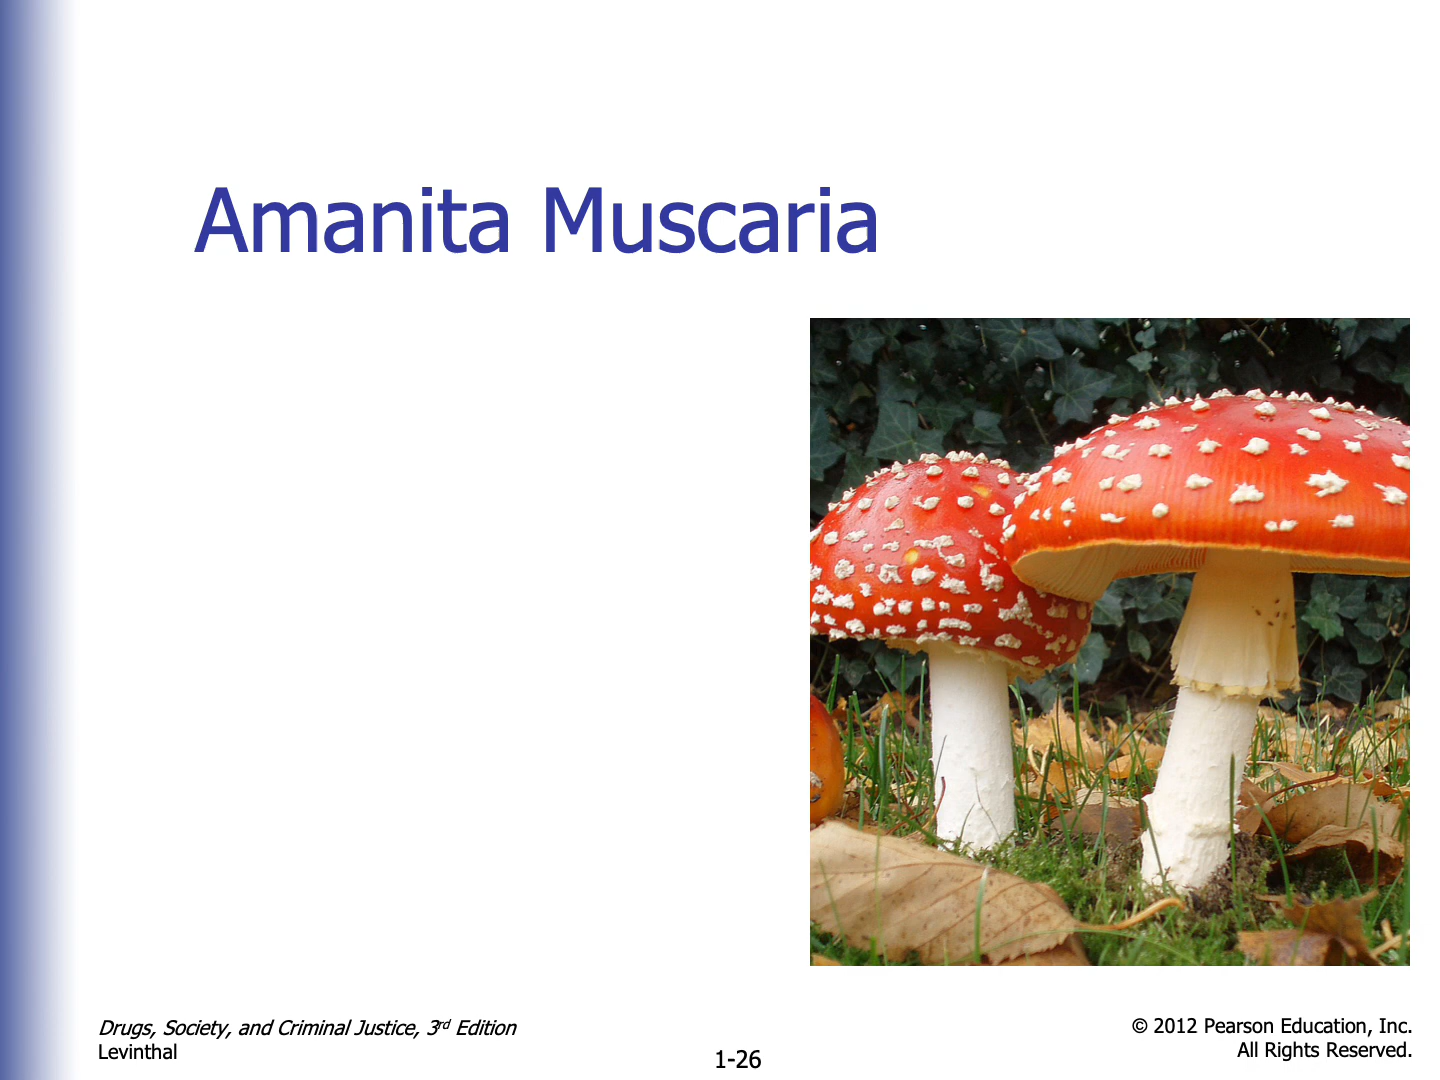 Amanita Muscaria
Drugs, Society, and Criminal Justice, 3rd Edition
Levinthal
1-26
© 2012 Pearson Education, Inc.
All Rights Reserved.